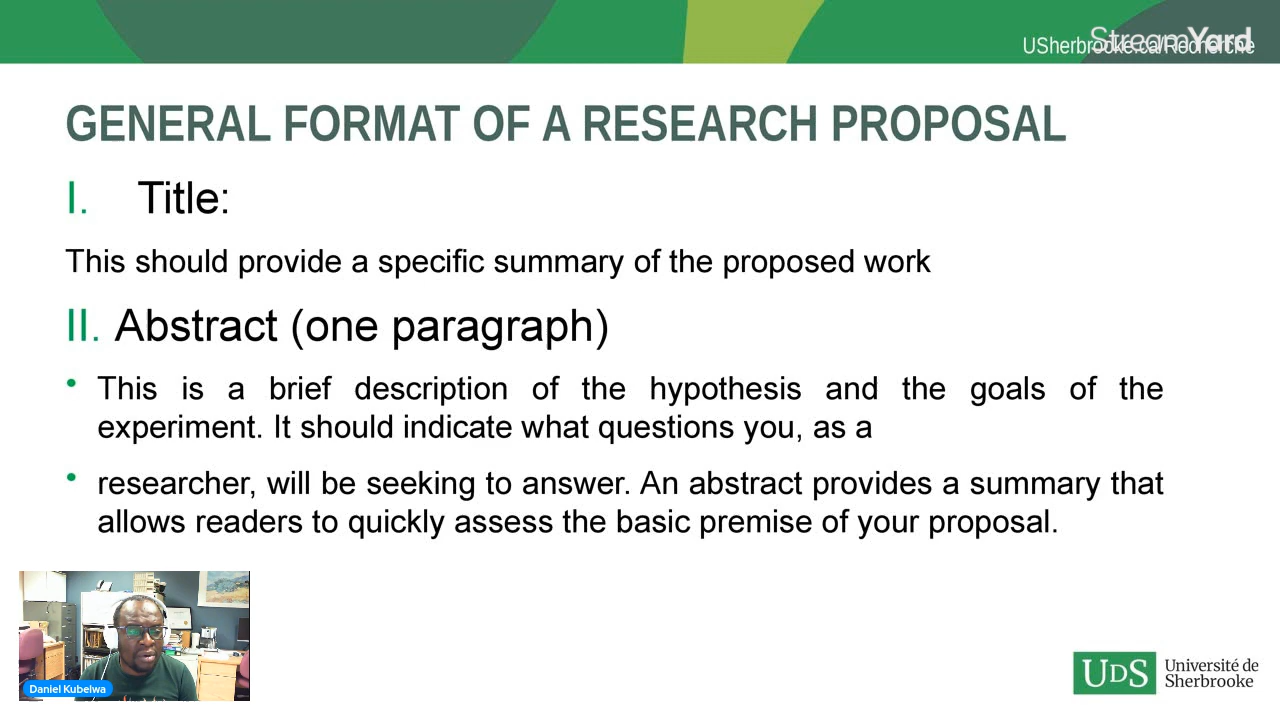 StreamYard
USherbrooke.ca/Recherche
GENERAL FORMAT OF A RESEARCH PROPOSAL
I. Title:
This should provide a specific summary of the proposed work
II. Abstract (one paragraph)
• This is a brief description of the hypothesis and the goals of the
experiment. It should indicate what questions you, as a
• researcher, will be seeking to answer. An abstract provides a summary that
allows readers to quickly assess the basic premise of your proposal.
Daniel Kubelwa
UDS Université de
Sherbrooke